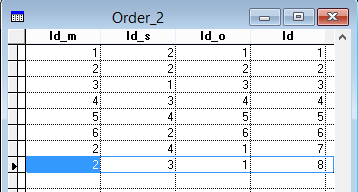 Order_2
Id_m Id_s Id_o Id
1 2 1 1
2 2 2 2
3 1 3 3
4 3 4 4
5 4 5 5
6 2 6 6
2 4 1 7
2 3 1 8